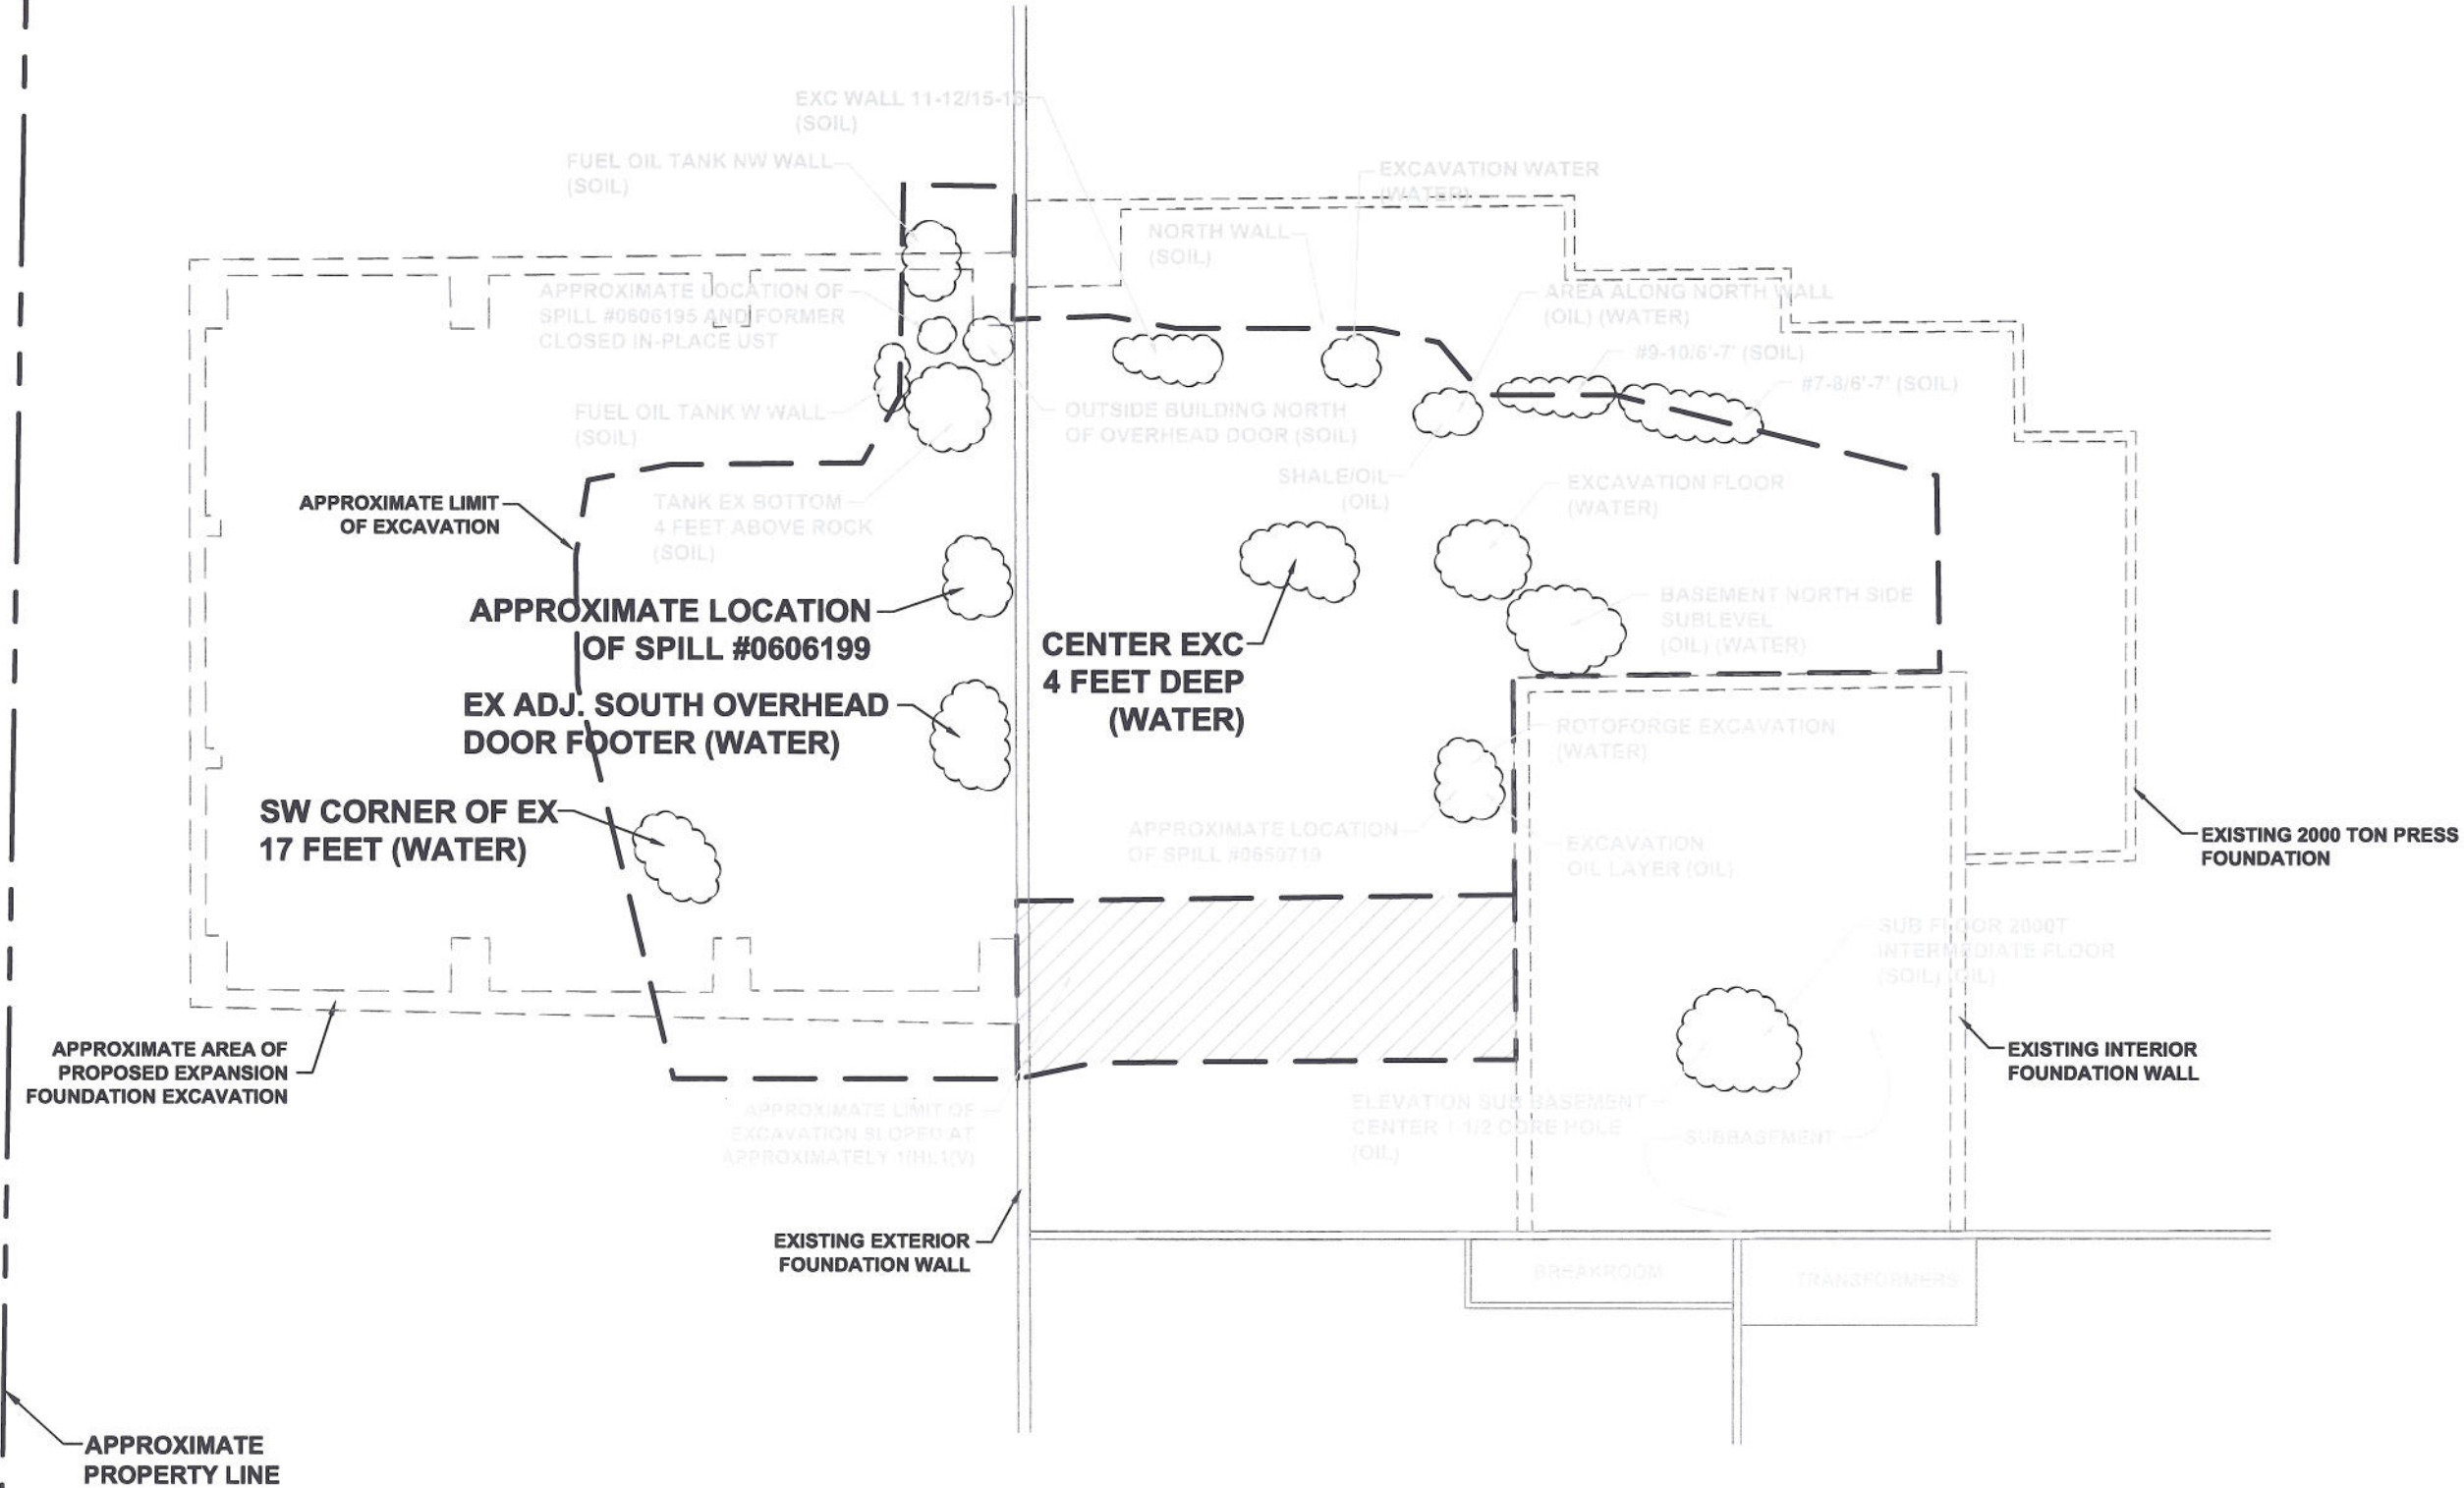 EXC WALL 11-12/15-16
(SOIL)
FUEL OIL TANK NW WALL
(SOIL)
EXCAVATION WATER
(WATER)
NORTH WALL
(SOIL)
APPROXIMATE LOCATION OF
SPILL #0606195 AND FORMER
CLOSED IN-PLACE UST
AREA ALONG NORTH WALL
(OIL) (WATER)
#9-10/6'-7' (SOIL)
#7-8/6'-7' (SOIL)
FUEL OIL TANK W WALL
(SOIL)
OUTSIDE BUILDING NORTH
OF OVERHEAD DOOR (SOIL)
SHALE/OIL
(OIL)
EXCAVATION FLOOR
(WATER)
APPROXIMATE LIMIT
OF EXCAVATION
TANK EX BOTTOM
4 FEET ABOVE ROCK
(SOIL)
APPROXIMATE LOCATION
OF SPILL #0606199
BASEMENT NORTH SIDE
SUBLEVEL
(OIL) (WATER)
CENTER EXC
4 FEET DEEP
(WATER)
EX ADJ. SOUTH OVERHEAD
DOOR FOOTER (WATER)
ROTOFORGE EXCAVATION
(WATER)
SW CORNER OF EX
17 FEET (WATER)
APPROXIMATE LOCATION
OF SPILL #0650719
EXCAVATION
OIL LAYER (OIL)
EXISTING 2000 TON PRESS
FOUNDATION
SUB FLOOR 2000T
INTERMEDIATE FLOOR
(SOIL) (OIL)
APPROXIMATE AREA OF
PROPOSED EXPANSION
FOUNDATION EXCAVATION
EXISTING INTERIOR
FOUNDATION WALL
APPROXIMATE LIMIT OF
EXCAVATION SLOPED AT
APPROXIMATELY 1(H):1(V)
ELEVATION SUB BASEMENT
CENTER 1 1/2 CORE HOLE
(OIL)
SUBBASEMENT
EXISTING EXTERIOR
FOUNDATION WALL
BREAKROOM
TRANSFORMERS
APPROXIMATE
PROPERTY LINE